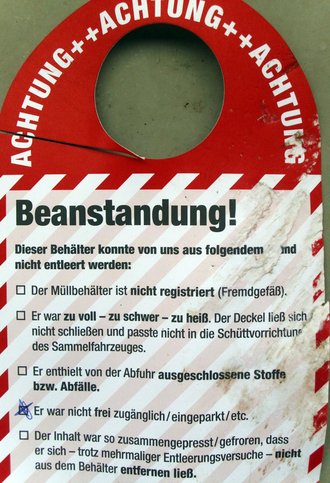 ACHTUNG++ACHTUNG++ACHTUNG
Beanstandung!
Dieser Behälter konnte von uns aus folgendem nd
nicht entleert werden:
☐ Der Müllbehälter ist nicht registriert (Fremdgefäß).
☐ Er war zu voll – zu schwer – zu heiß. Der Deckel ließ sich
nicht schließen und passte nicht in die Schüttvorrichtung
des Sammelfahrzeuges.
☐ Er enthielt von der Abfuhr ausgeschlossene Stoffe
bzw. Abfälle.
☒ Er war nicht frei zugänglich/eingeparkt/etc.
☐ Der Inhalt war so zusammengepresst/gefroren, dass
er sich – trotz mehrmaliger Entleerungsversuche – nicht
aus dem Behälter entfernen ließ.